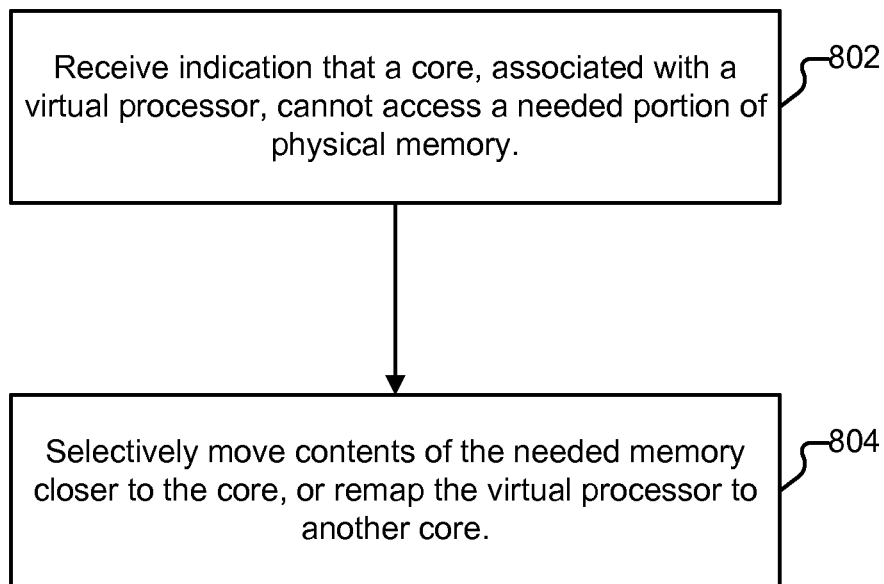 Receive indication that a core, associated with a
virtual processor, cannot access a needed portion of
physical memory.
802
Selectively move contents of the needed memory
closer to the core, or remap the virtual processor to
another core.
804